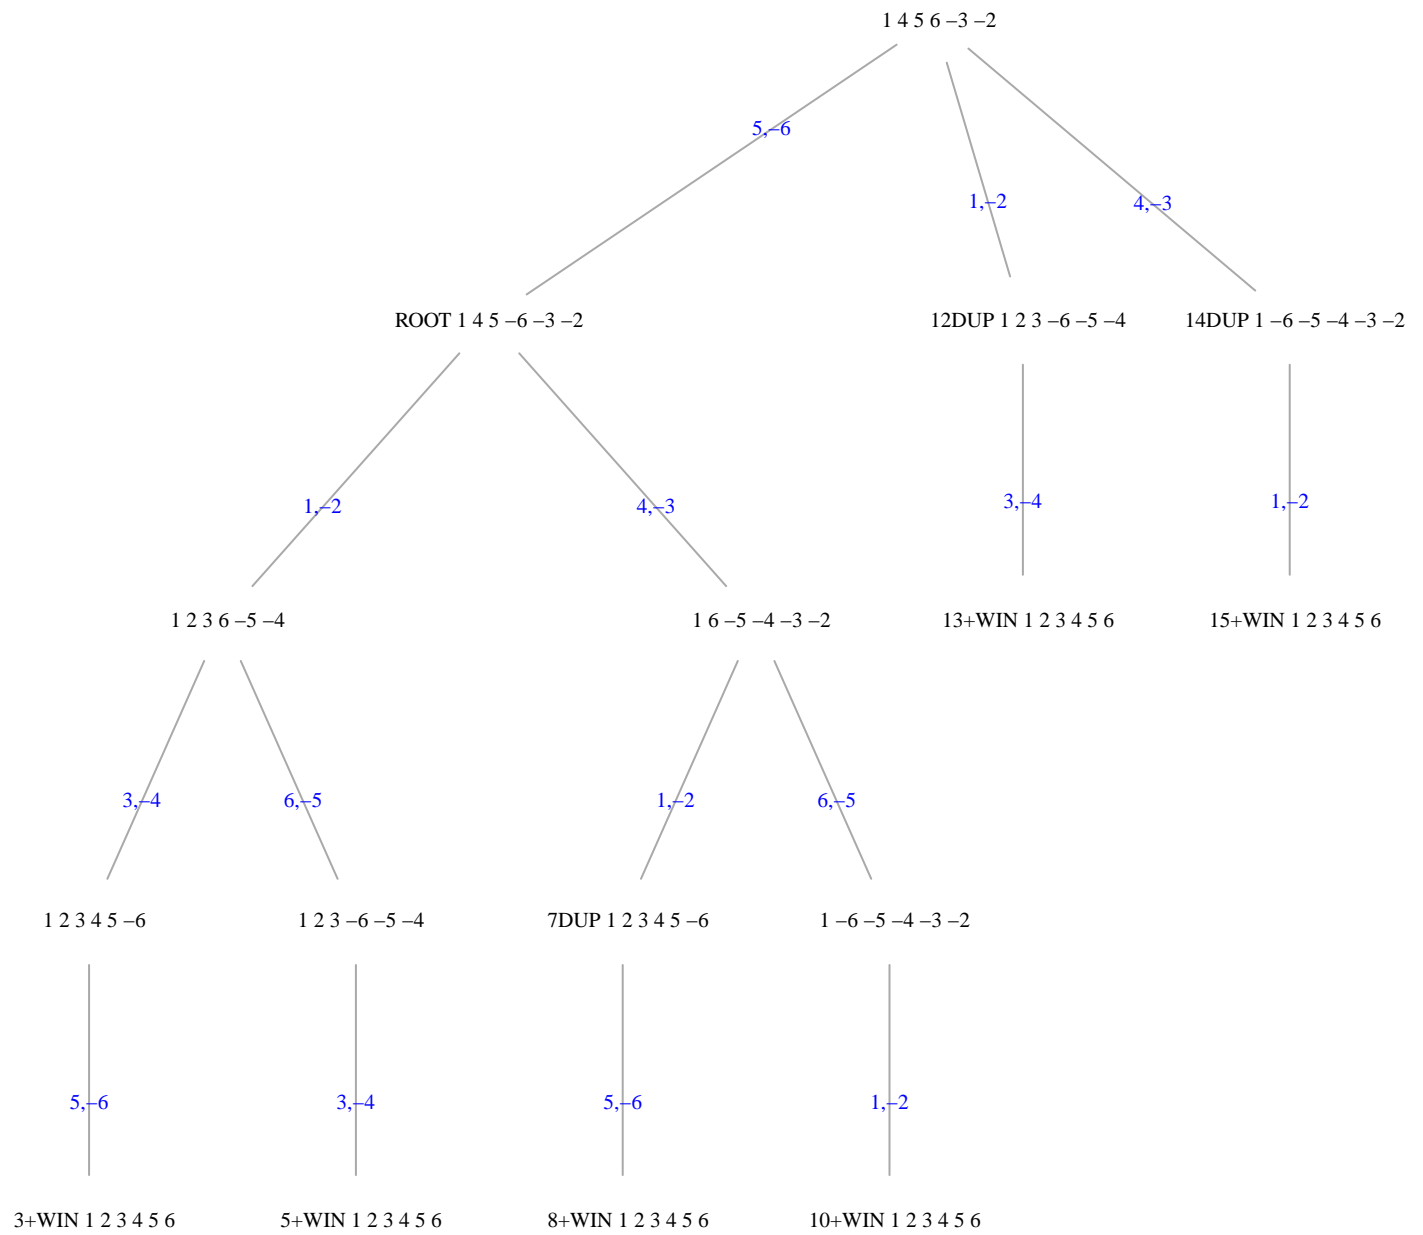 1 4 5 6 –3 –2
5,–6
1,–2
4,–3
ROOT 1 4 5 –6 –3 –2
12DUP 1 2 3 –6 –5 –4
14DUP 1 –6 –5 –4 –3 –2
1,–2
4,–3
3,–4
1,–2
1 2 3 6 –5 –4
1 6 –5 –4 –3 –2
13+WIN 1 2 3 4 5 6
15+WIN 1 2 3 4 5 6
3,–4
6,–5
1,–2
6,–5
1 2 3 4 5 –6
1 2 3 –6 –5 –4
7DUP 1 2 3 4 5 –6
1 –6 –5 –4 –3 –2
5,–6
3,–4
5,–6
1,–2
3+WIN 1 2 3 4 5 6
5+WIN 1 2 3 4 5 6
8+WIN 1 2 3 4 5 6
10+WIN 1 2 3 4 5 6